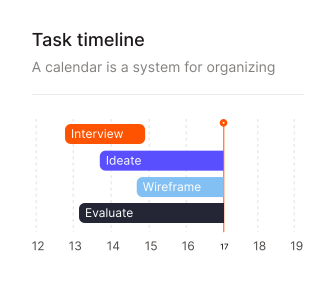 Task timeline
A calendar is a system for organizing
Interview
Ideate
Wireframe
Evaluate
12 13 14 15 16 17 18 19